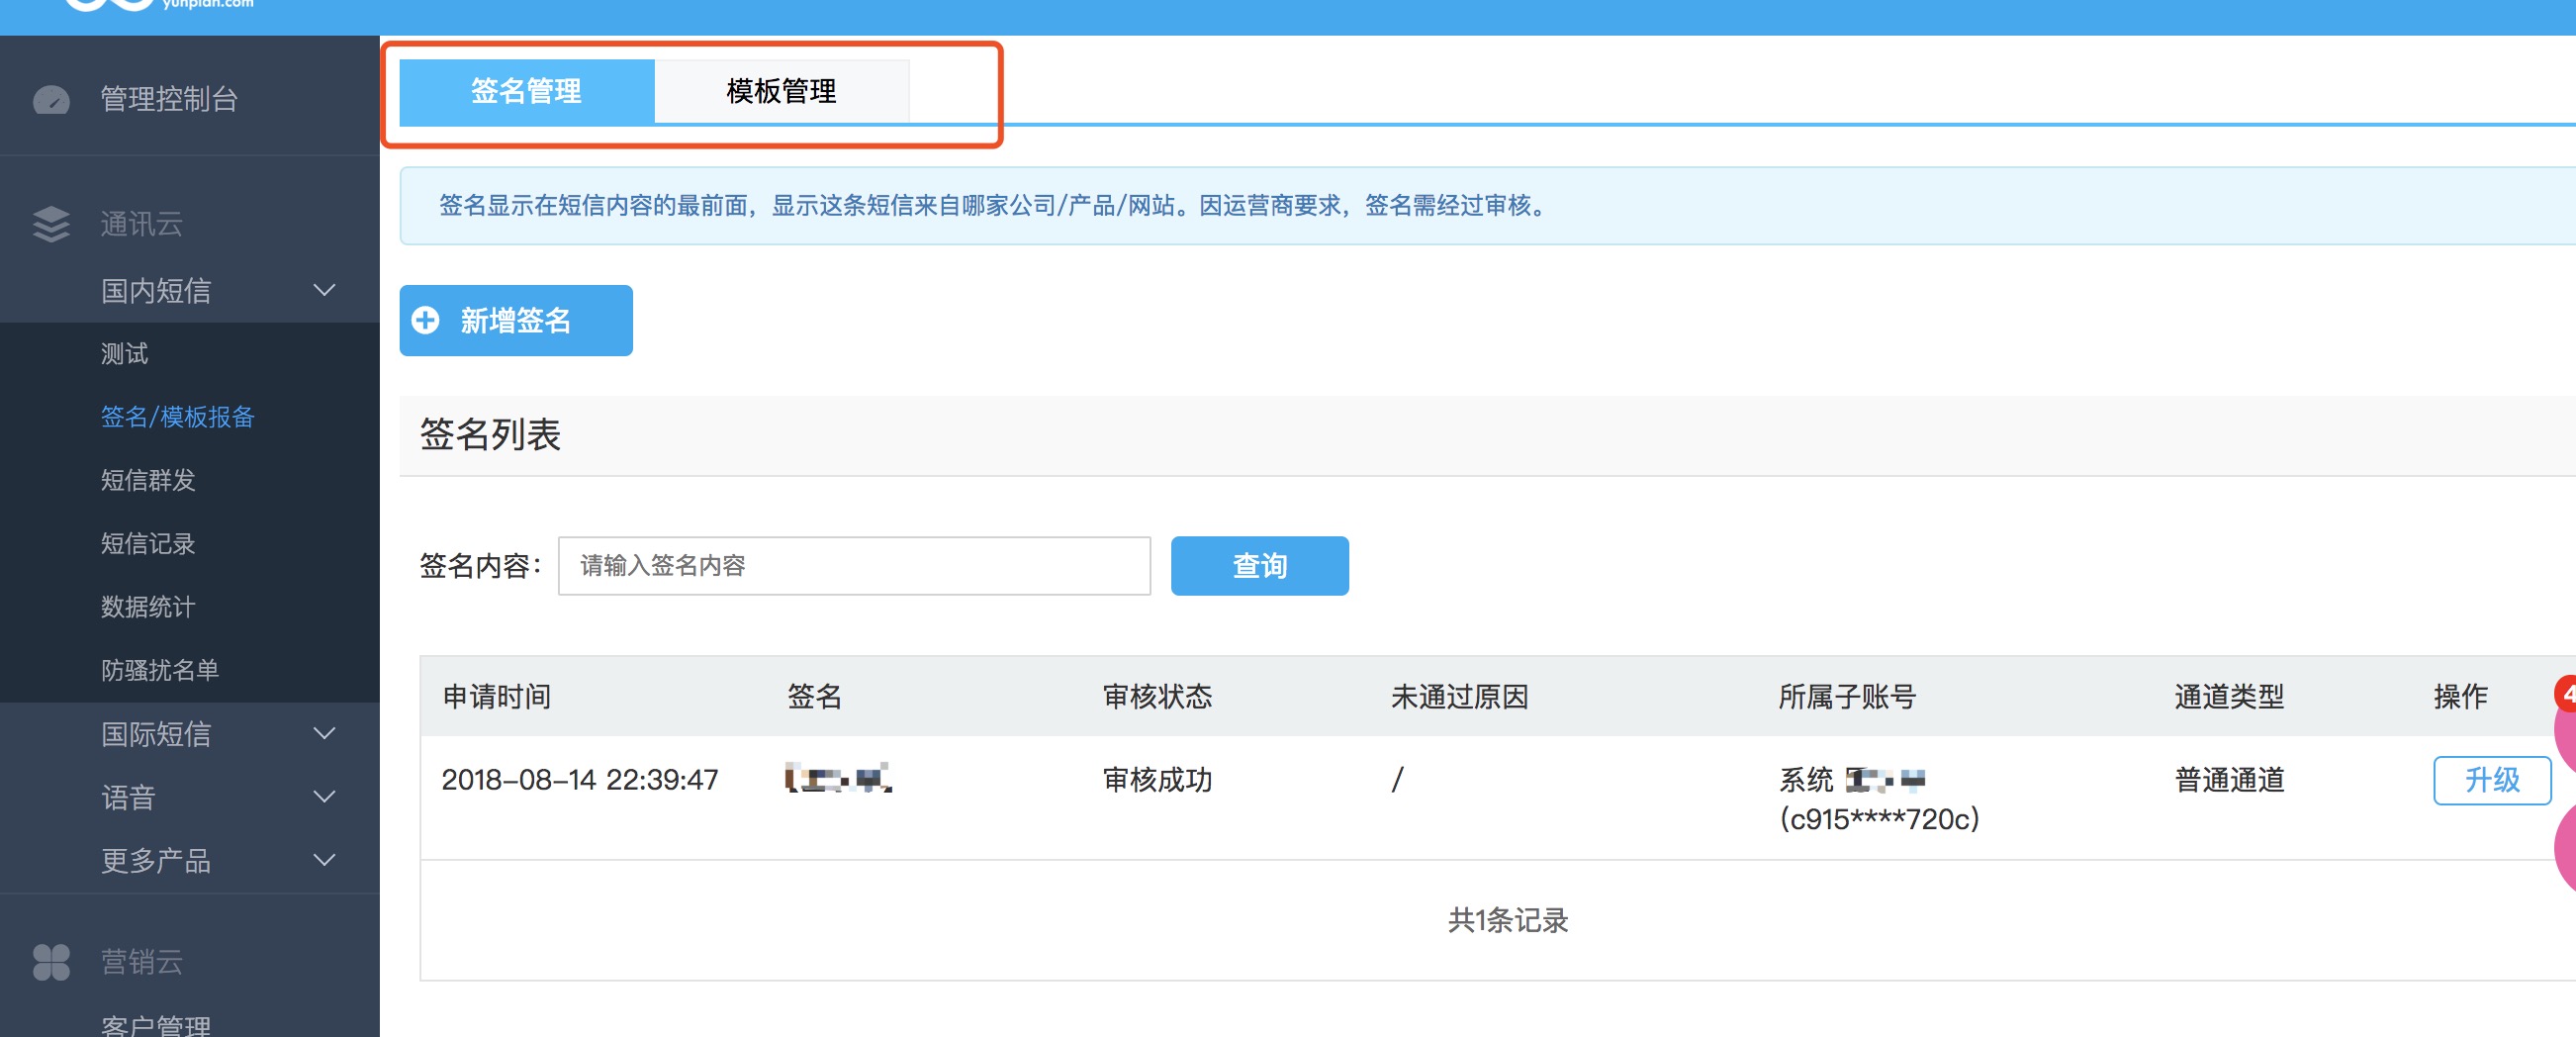 yunpian.com
管理控制台
通讯云
国内短信
测试
签名/模板报备
短信群发
短信记录
数据统计
防骚扰名单
国际短信
语音
更多产品
营销云
客户管理
签名管理 模板管理
签名显示在短信内容的最前面，显示这条短信来自哪家公司/产品/网站。因运营商要求，签名需经过审核。
新增签名
签名列表
签名内容： 请输入签名内容 查询
申请时间 签名 审核状态 未通过原因 所属子账号 通道类型 操作
2018-08-14 22:39:47 审核成功 / 系统 普通通道 升级
(c915****720c)
共1条记录
4